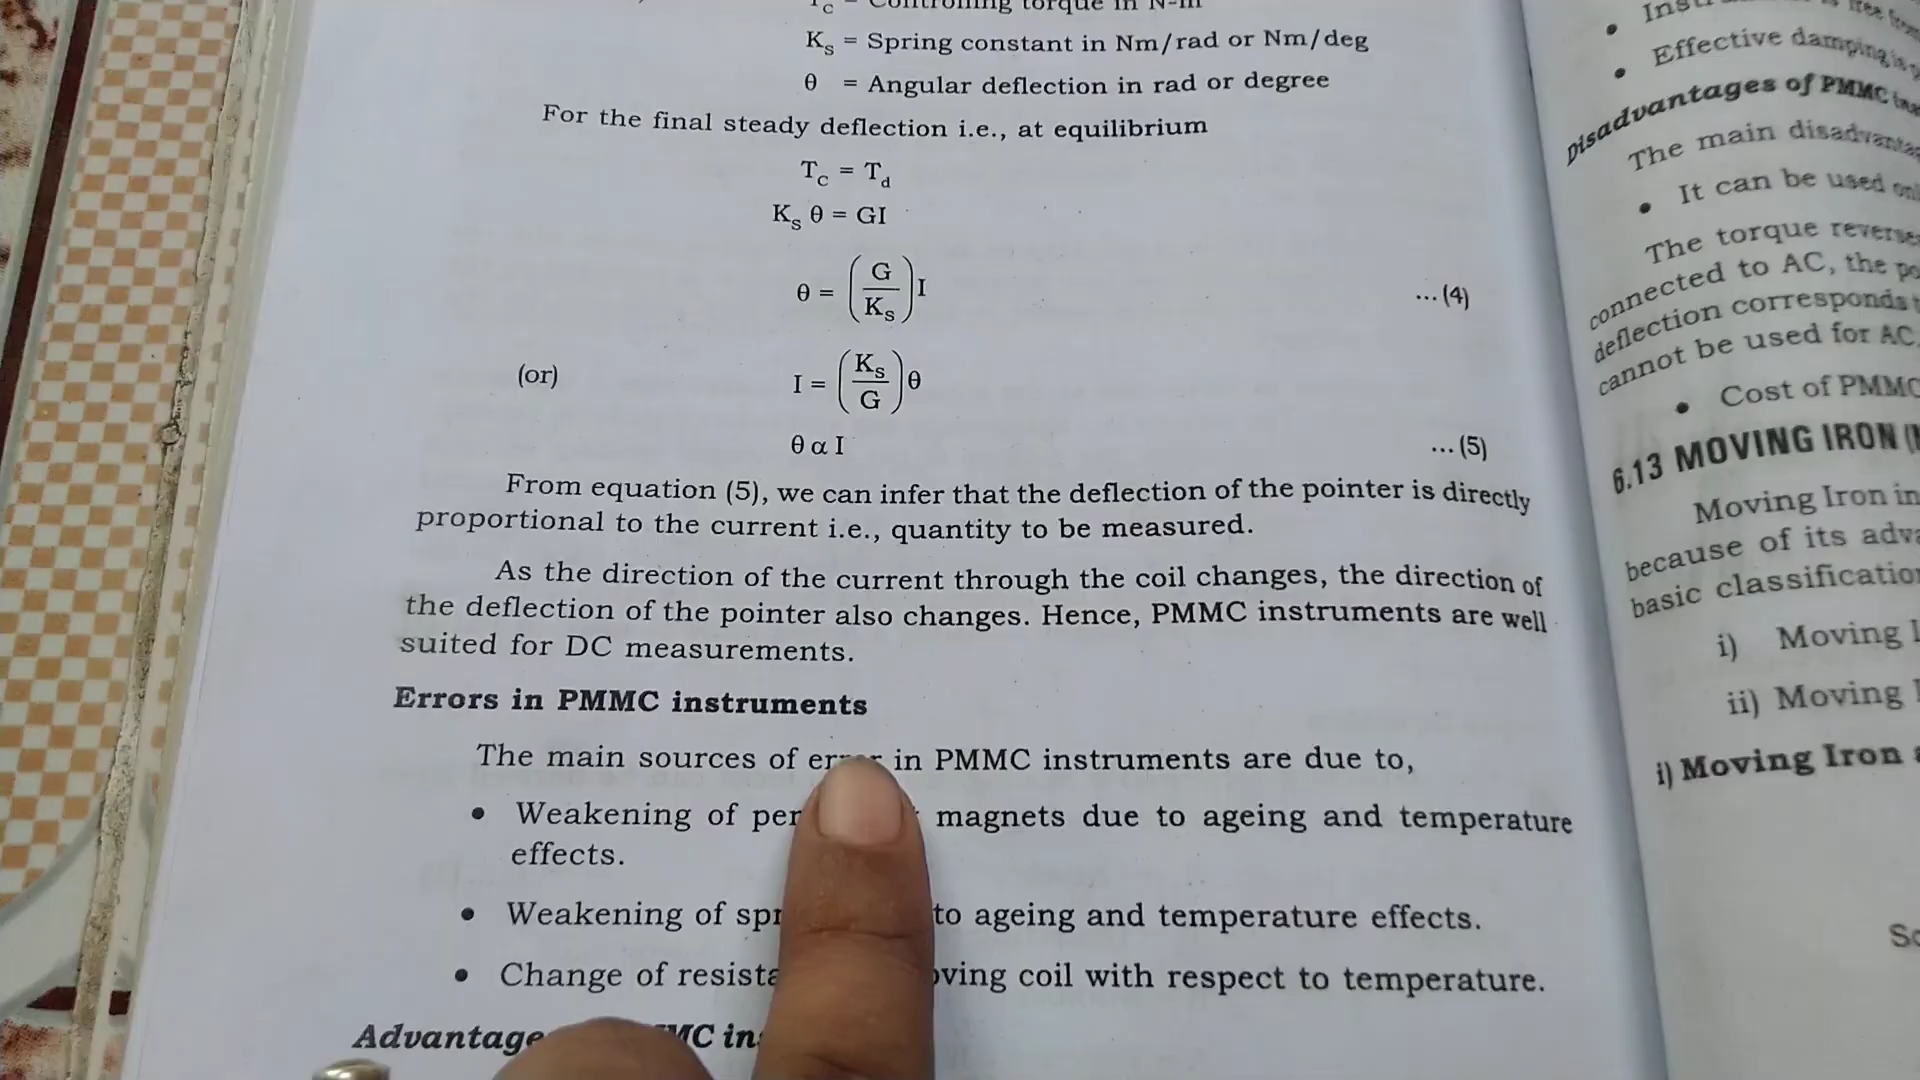 Controlling torque in N-m
Ks = Spring constant in Nm/rad or Nm/deg
θ = Angular deflection in rad or degree
For the final steady deflection i.e., at equilibrium
TC = Td
Ks θ = GI
θ = (G/Ks)I ...(4)
(or) I = (Ks/G)θ
θ α I ...(5)
From equation (5), we can infer that the deflection of the pointer is directly
proportional to the current i.e., quantity to be measured.
As the direction of the current through the coil changes, the direction of
the deflection of the pointer also changes. Hence, PMMC instruments are well
suited for DC measurements.
Errors in PMMC instruments
The main sources of error in PMMC instruments are due to,
• Weakening of magnets due to ageing and temperature
effects.
• Weakening of to ageing and temperature effects.
• Change of coil with respect to temperature.
• Effective damping is
Disadvantages of PMMC
The main
• It can be used
The torque
connected to AC, the
deflection corresponds
cannot be used for AC,
• Cost of PMMC
6.13 MOVING IRON
Moving Iron
because of its
basic
i) Moving
ii) Moving
i) Moving Iron